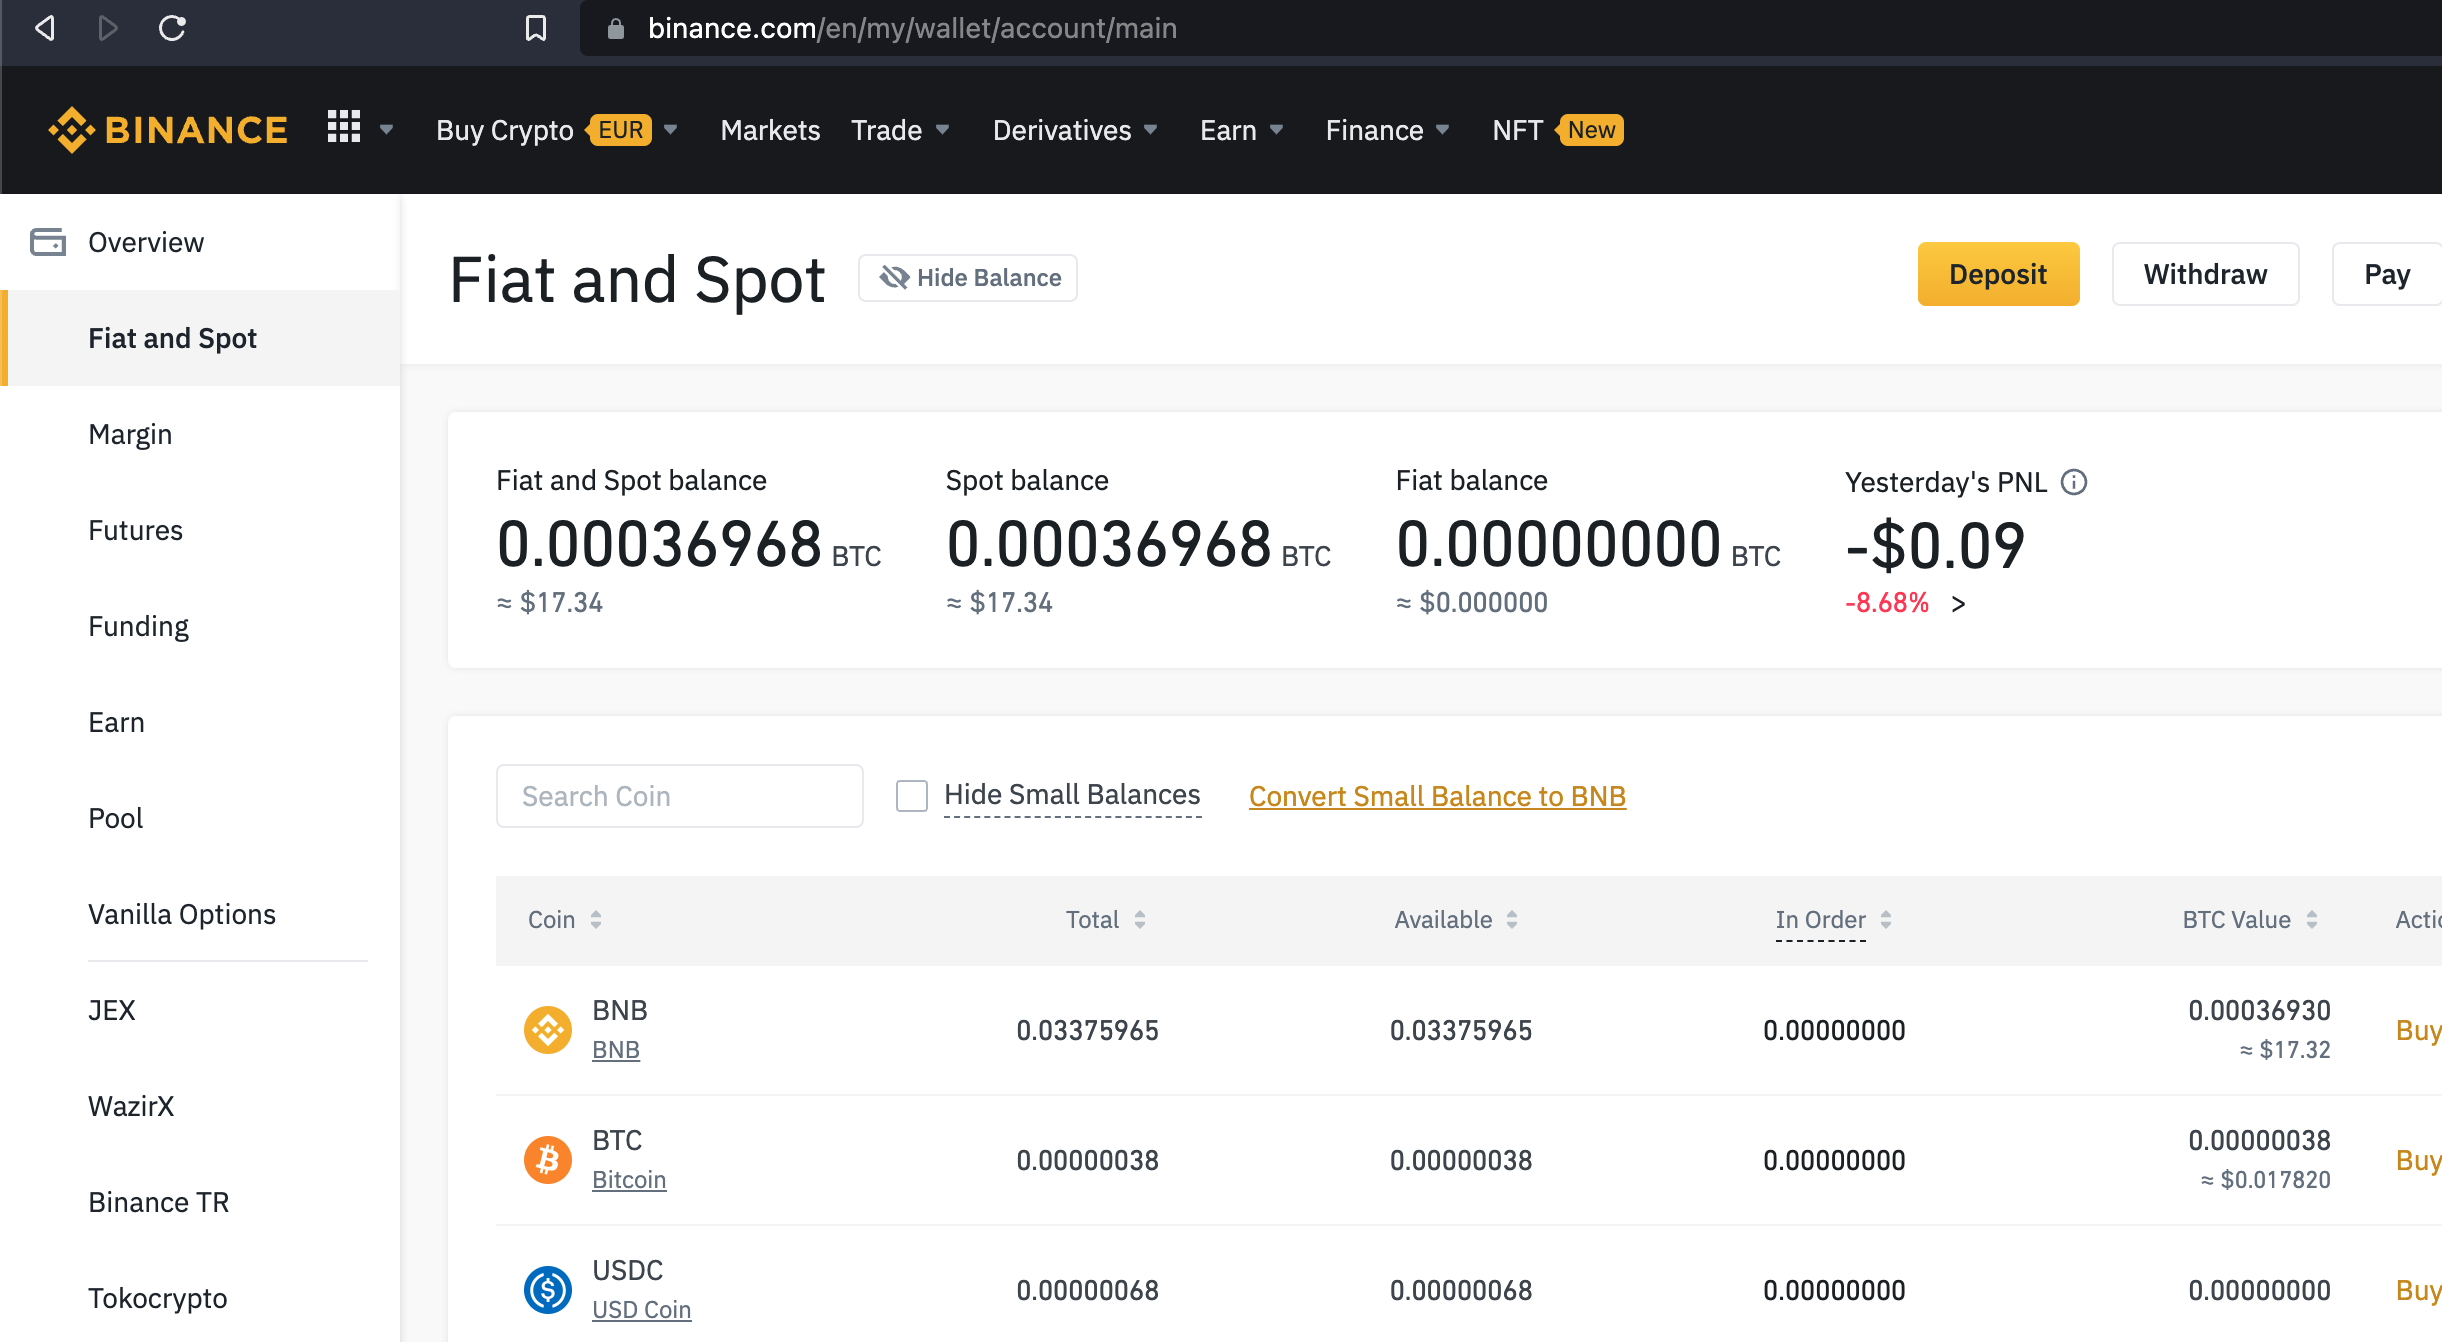 binance.com/en/my/wallet/account/main
BINANCE Buy Crypto EUR Markets Trade Derivatives Earn Finance NFT New
Overview
Fiat and Spot
Margin
Futures
Funding
Earn
Pool
Vanilla Options
JEX
WazirX
Binance TR
Tokocrypto
Fiat and Spot Hide Balance Deposit Withdraw Pay
Fiat and Spot balance Spot balance Fiat balance Yesterday's PNL
0.00036968 BTC 0.00036968 BTC 0.00000000 BTC -$0.09
≈ $17.34 ≈ $17.34 ≈ $0.000000 -8.68% >
Search Coin Hide Small Balances Convert Small Balance to BNB
Coin Total Available In Order BTC Value
BNB 0.03375965 0.03375965 0.00000000 0.00036930 Buy
BNB ≈ $17.32
BTC 0.00000038 0.00000038 0.00000000 0.00000038 Buy
Bitcoin ≈ $0.017820
USDC 0.00000068 0.00000068 0.00000000 0.00000000 Buy
USD Coin